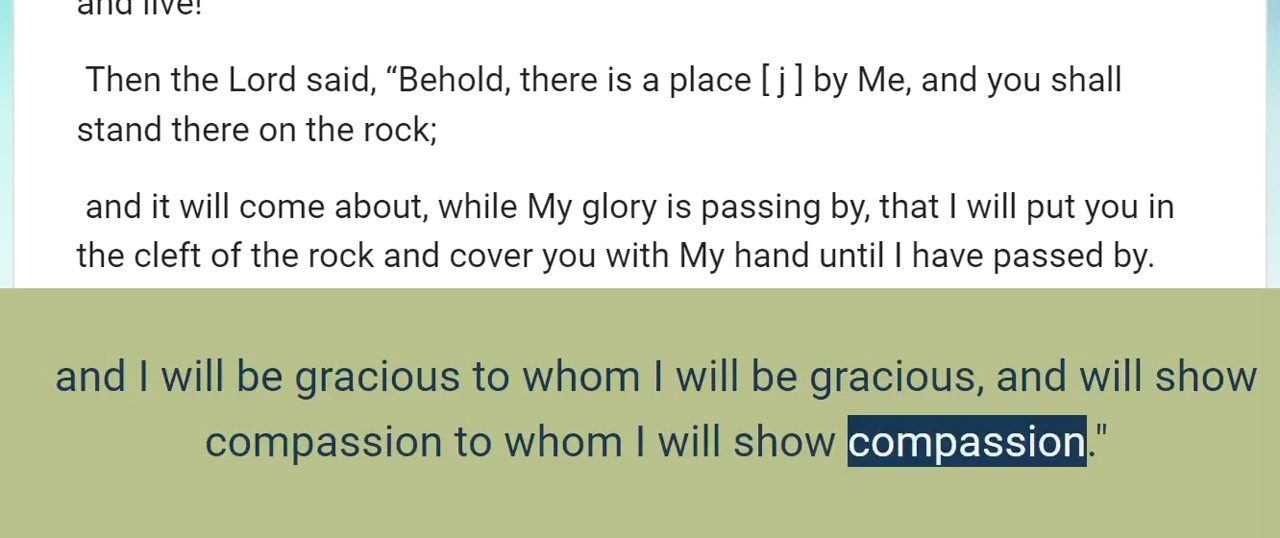 and live!
Then the Lord said, “Behold, there is a place [ j ] by Me, and you shall
stand there on the rock;
and it will come about, while My glory is passing by, that I will put you in
the cleft of the rock and cover you with My hand until I have passed by.
and I will be gracious to whom I will be gracious, and will show
compassion to whom I will show compassion."